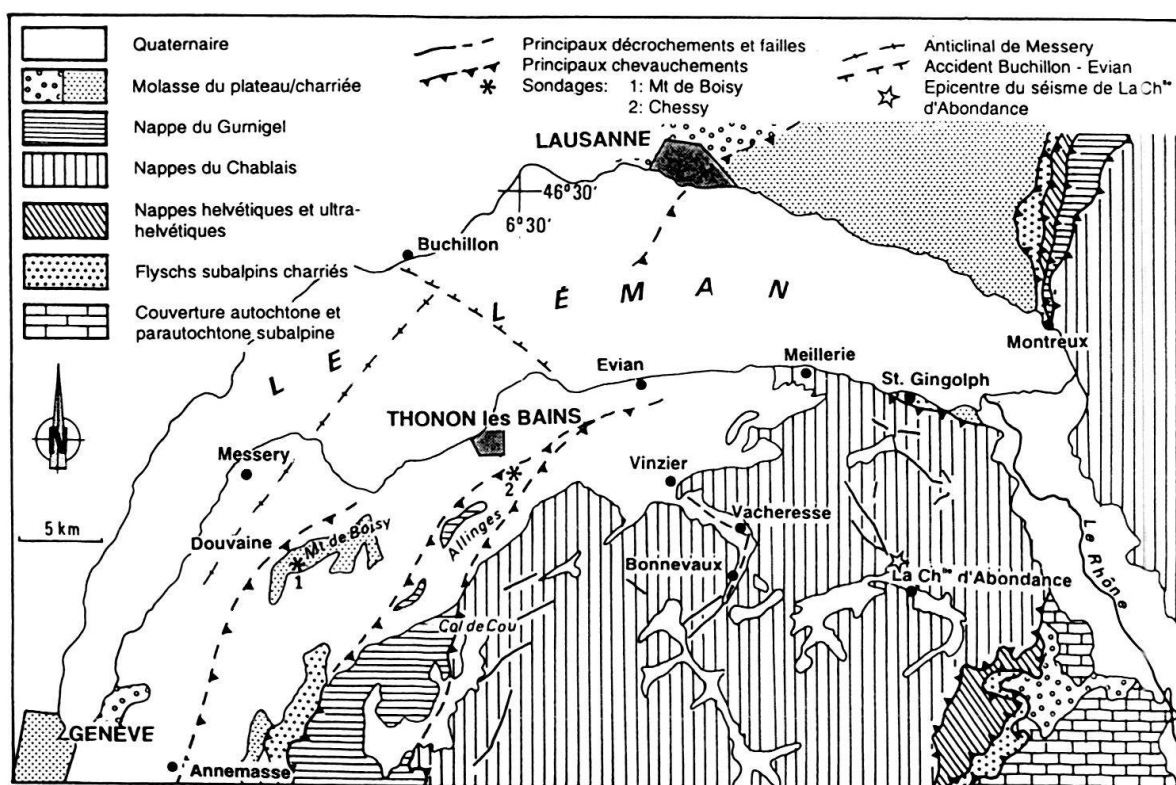 Quaternaire
Molasse du plateau/charriée
Nappe du Gurnigel
Nappes du Chablais
Nappes helvétiques et ultra-
helvétiques
Flyschs subalpins charriés
Couverture autochtone et
parautochtone subalpine
Principaux décrochements et failles
Principaux chevauchements
Sondages: 1: Mt de Boisy
2: Chessy
Anticlinal de Messery
Accident Buchillon - Evian
Epicentre du séisme de La Chne
d'Abondance
LAUSANNE
46°30'
6°30'
Buchillon
LE LÉMAN
Montreux
Evian
Meillerie
St. Gingolph
THONON les BAINS
Messery
N
2
Vinzier
5 km
Allinges
Vacheresse
Douvaine
Mt de Boisy
1
Bonnevaux
La Chne d'Abondance
Le Rhône
Col de Cou
GENÈVE
Annemasse